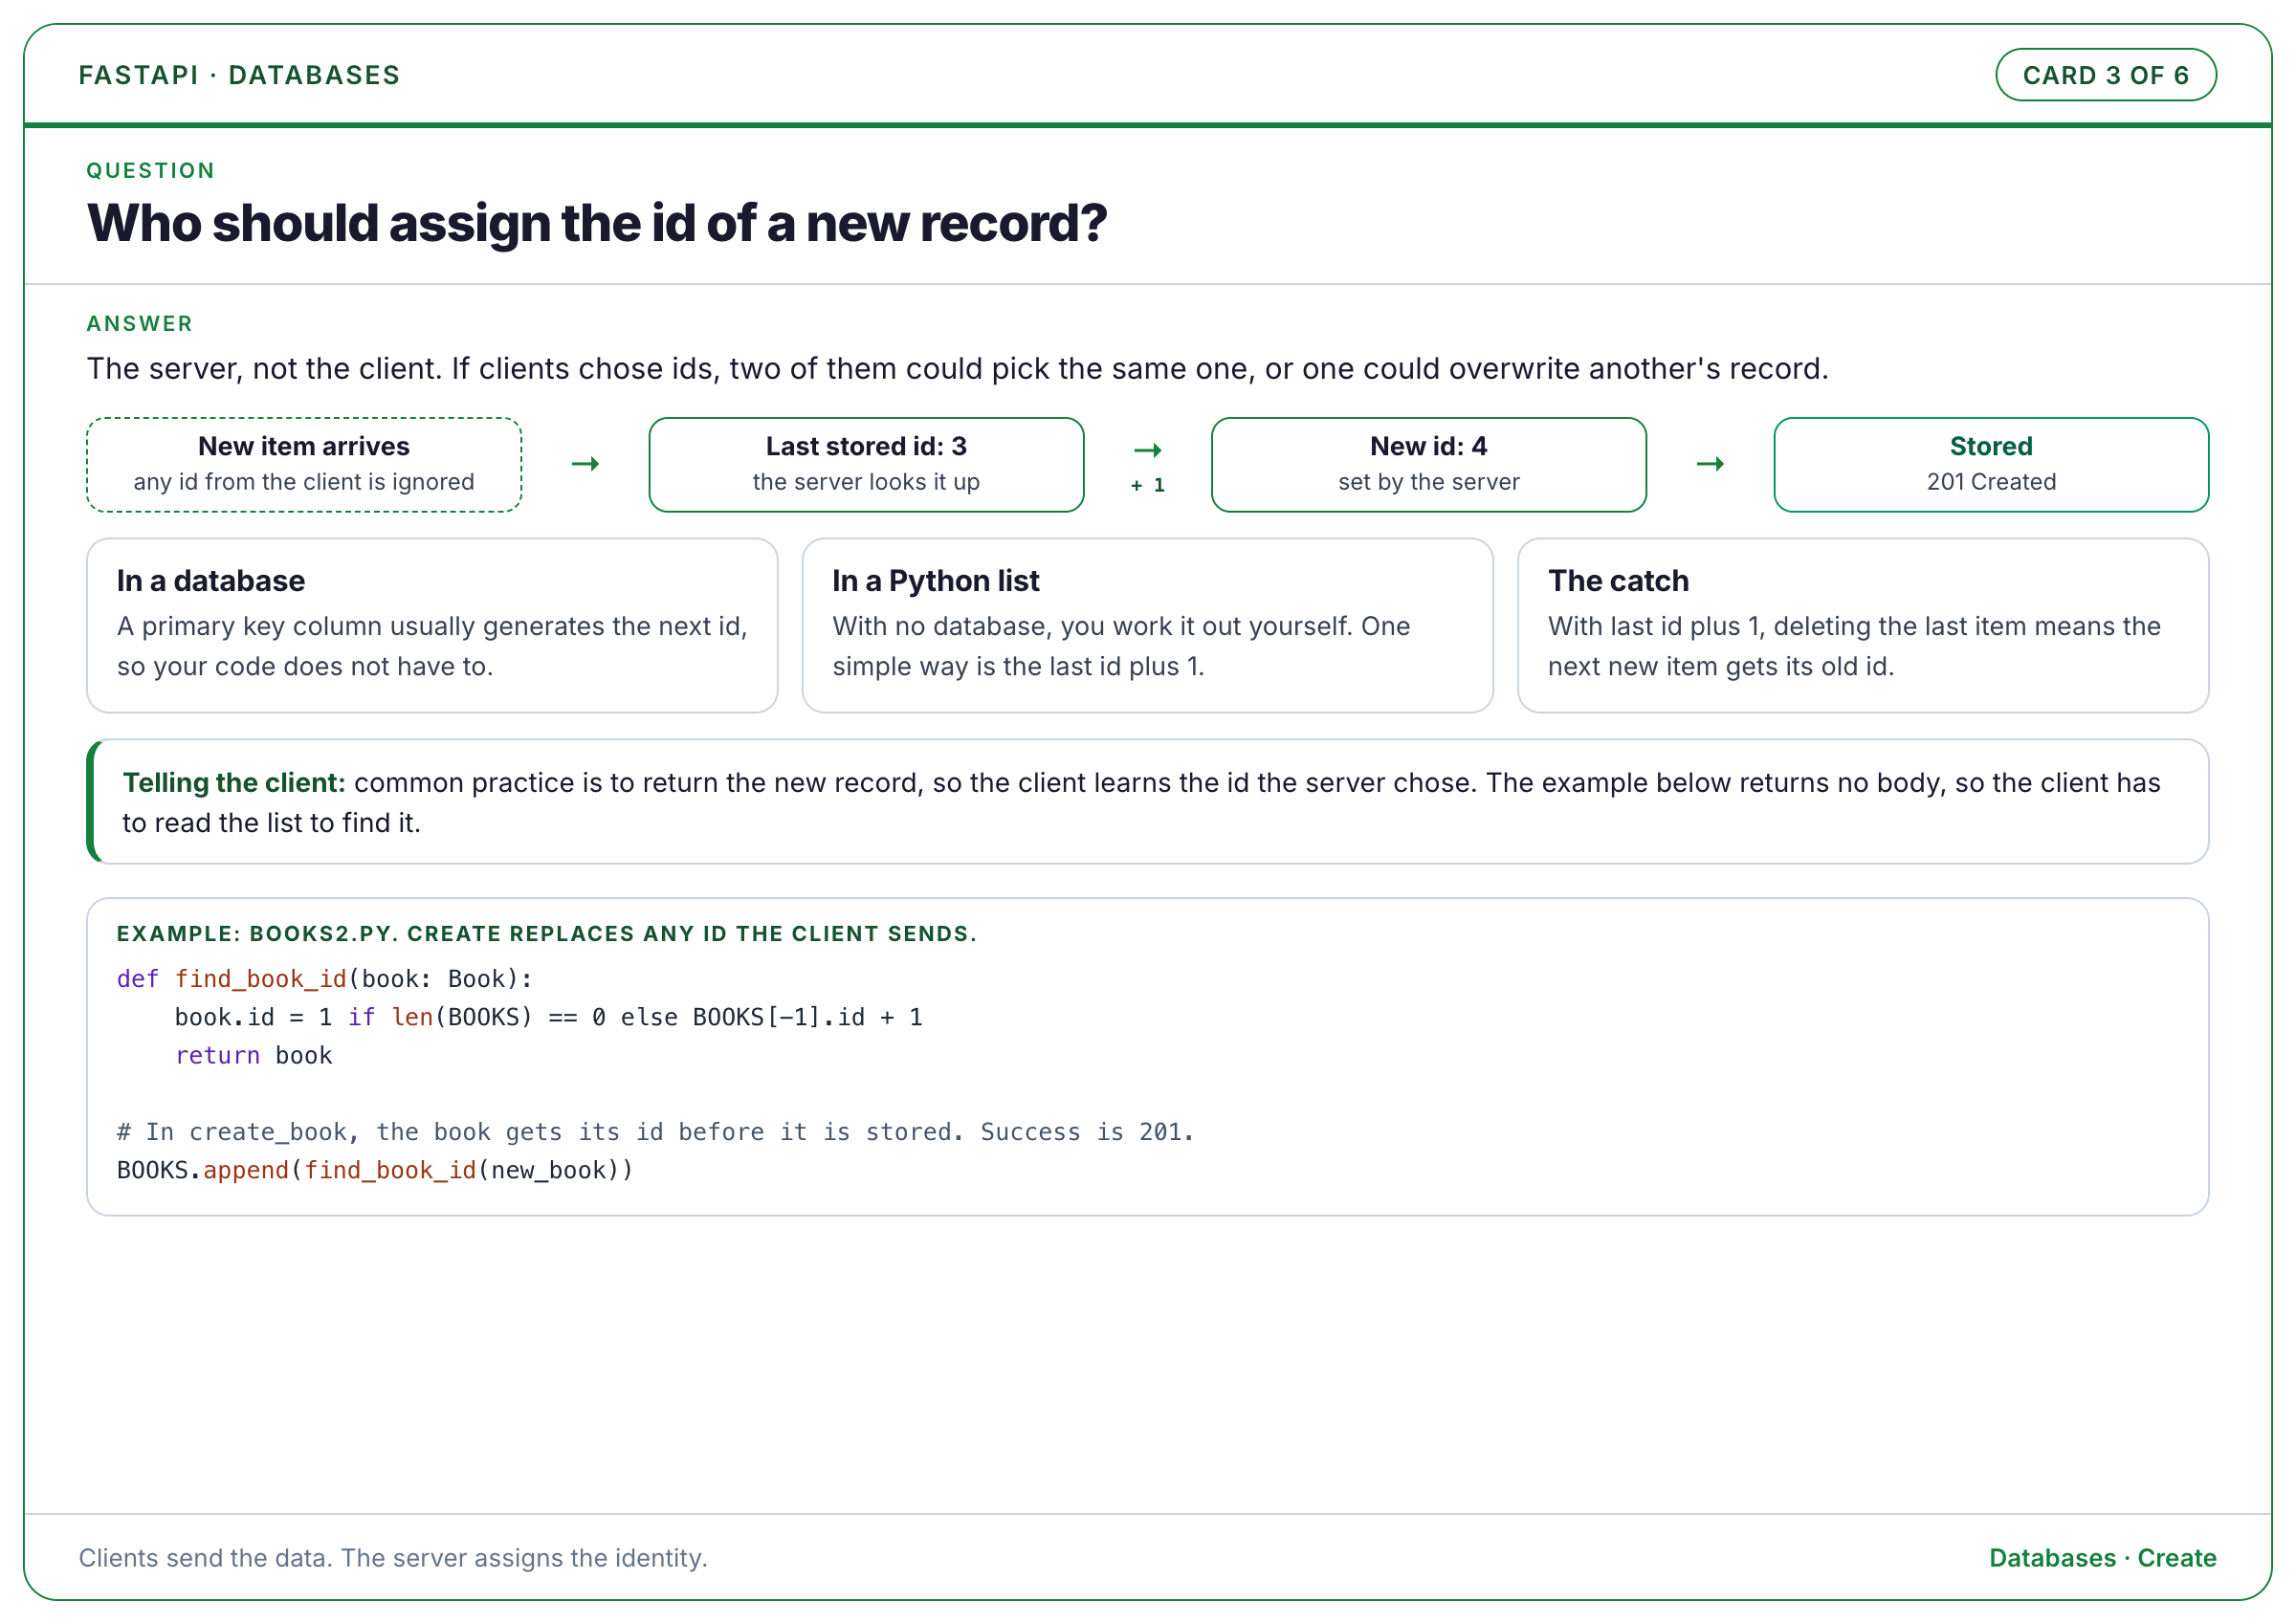 FASTAPI · DATABASES
CARD 3 OF 6
QUESTION
Who should assign the id of a new record?
ANSWER
The server, not the client. If clients chose ids, two of them could pick the same one, or one could overwrite another's record.
New item arrives
any id from the client is ignored
→
Last stored id: 3
the server looks it up
→
+ 1
New id: 4
set by the server
→
Stored
201 Created
In a database
A primary key column usually generates the next id,
so your code does not have to.
In a Python list
With no database, you work it out yourself. One
simple way is the last id plus 1.
The catch
With last id plus 1, deleting the last item means the
next new item gets its old id.
Telling the client: common practice is to return the new record, so the client learns the id the server chose. The example below returns no body, so the client has
to read the list to find it.
EXAMPLE: BOOKS2.PY. CREATE REPLACES ANY ID THE CLIENT SENDS.
def find_book_id(book: Book):
    book.id = 1 if len(BOOKS) == 0 else BOOKS[-1].id + 1
    return book
# In create_book, the book gets its id before it is stored. Success is 201.
BOOKS.append(find_book_id(new_book))
Clients send the data. The server assigns the identity.
Databases · Create